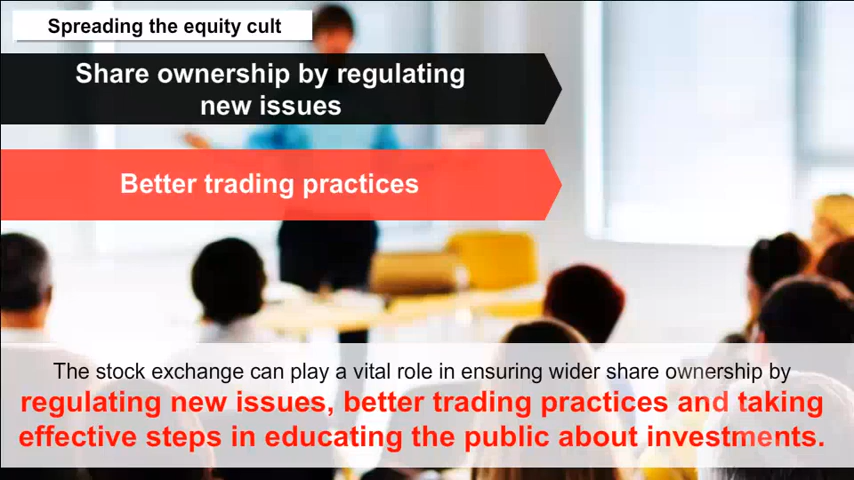 Spreading the equity cult
Share ownership by regulating
new issues
Better trading practices
The stock exchange can play a vital role in ensuring wider share ownership by
regulating new issues, better trading practices and taking
effective steps in educating the public about investments.